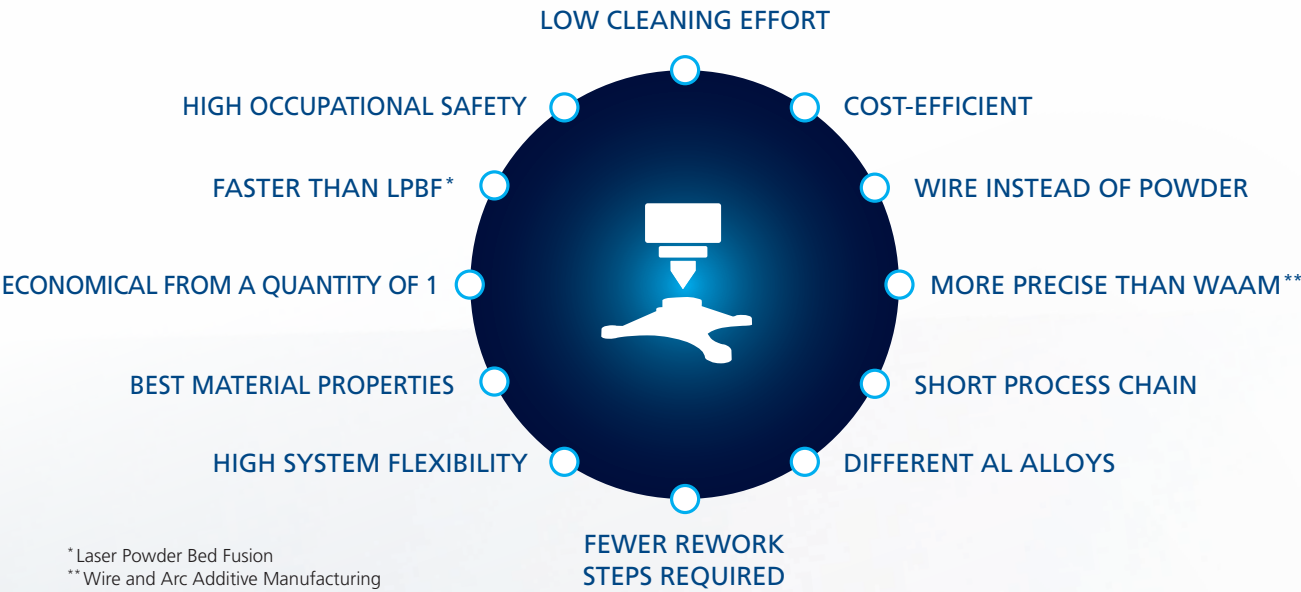 LOW CLEANING EFFORT
HIGH OCCUPATIONAL SAFETY
COST-EFFICIENT
FASTER THAN LPBF*
WIRE INSTEAD OF POWDER
ECONOMICAL FROM A QUANTITY OF 1
MORE PRECISE THAN WAAM**
BEST MATERIAL PROPERTIES
SHORT PROCESS CHAIN
HIGH SYSTEM FLEXIBILITY
DIFFERENT AL ALLOYS
FEWER REWORK
STEPS REQUIRED
* Laser Powder Bed Fusion
** Wire and Arc Additive Manufacturing